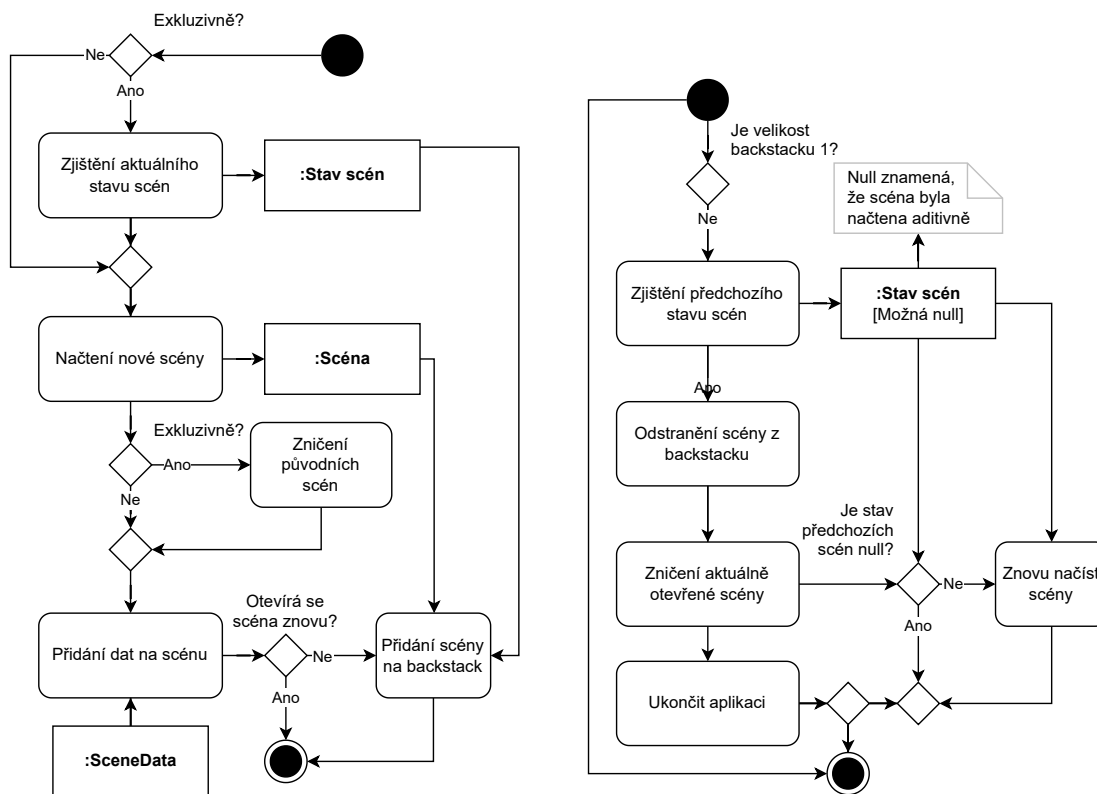 Exkluzivně?
Ne
Ano
Zjištění aktuálního
stavu scén
:Stav scén
Načtení nové scény
:Scéna
Exkluzivně?
Ano
Ne
Zničení
původních
scén
Přidání dat na scénu
Otevírá se
scéna znovu?
Ne
Ano
Přidání scény
na backstack
:SceneData
Je velikost
backstacku 1?
Ne
Null znamená,
že scéna byla
načtena aditivně
Zjištění předchozího
stavu scén
:Stav scén
[Možná null]
Ano
Odstranění scény z
backstacku
Je stav
předchozích
scén null?
Zničení aktuálně
otevřené scény
Ne
Ano
Znovu načíst
scény
Ukončit aplikaci